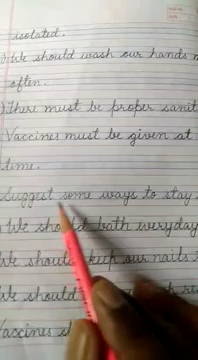 isolated.
) We should wash our hands
often.
) There must be proper sanit
Vaccines must be given at
time.
Suggest some ways to stay
We should bath everyday
We should keep our nails
We should
Vaccines